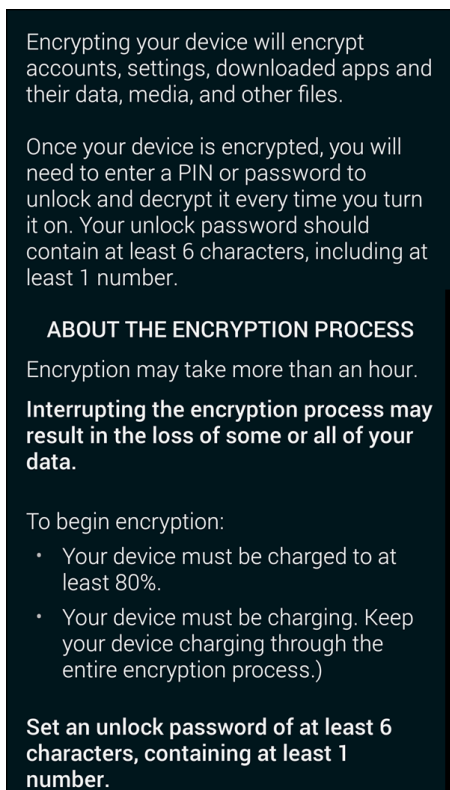 Encrypting your device will encrypt
accounts, settings, downloaded apps and
their data, media, and other files.
Once your device is encrypted, you will
need to enter a PIN or password to
unlock and decrypt it every time you turn
it on. Your unlock password should
contain at least 6 characters, including at
least 1 number.
ABOUT THE ENCRYPTION PROCESS
Encryption may take more than an hour.
Interrupting the encryption process may
result in the loss of some or all of your
data.
To begin encryption:
• Your device must be charged to at
least 80%.
• Your device must be charging. Keep
your device charging through the
entire encryption process.)
Set an unlock password of at least 6
characters, containing at least 1
number.